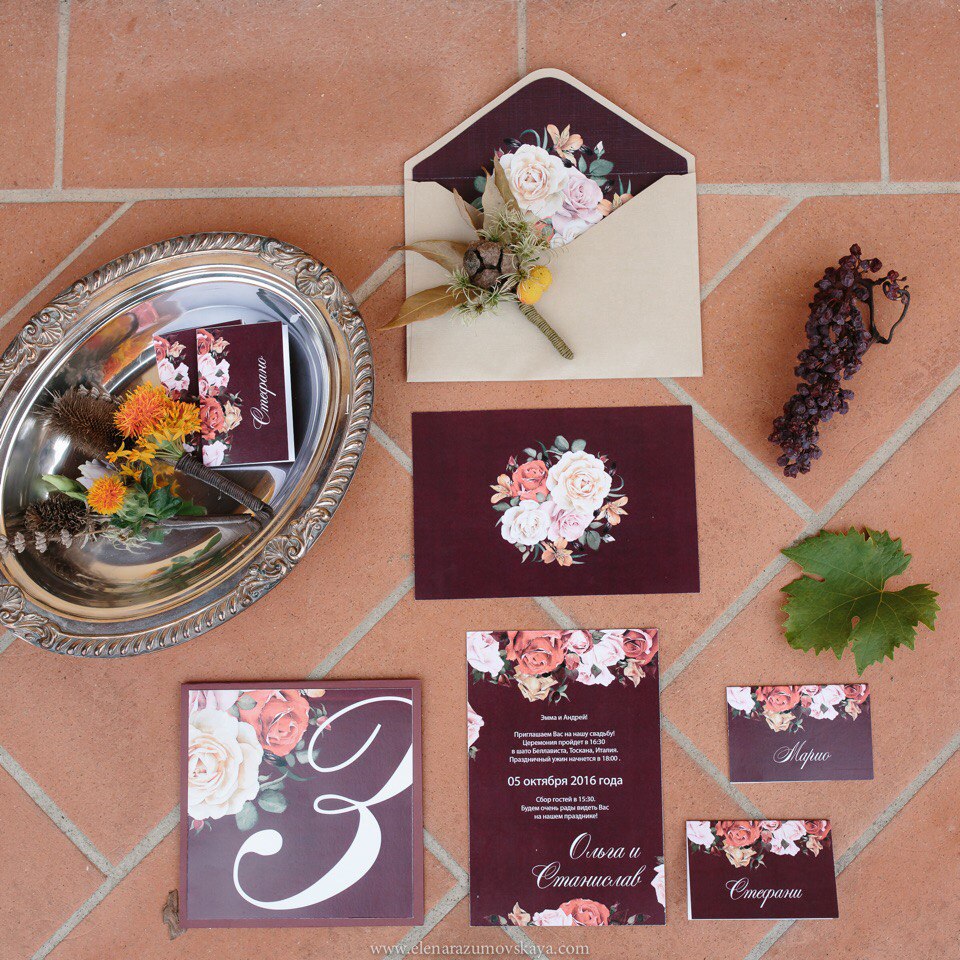 Стефано
Эмма и Андрей!
Приглашаем Вас на нашу свадьбу!
Церемония пройдет в 16:30
в шато Беллависта, Тоскана, Италия.
Праздничный ужин начнется в 18:00 .
05 октября 2016 года
Сбор гостей в 15:30.
Будем очень рады видеть Вас
на нашем празднике!
Ольга и
Станислав
3
Марио
Стефани
www.elenarazumovskaya.com